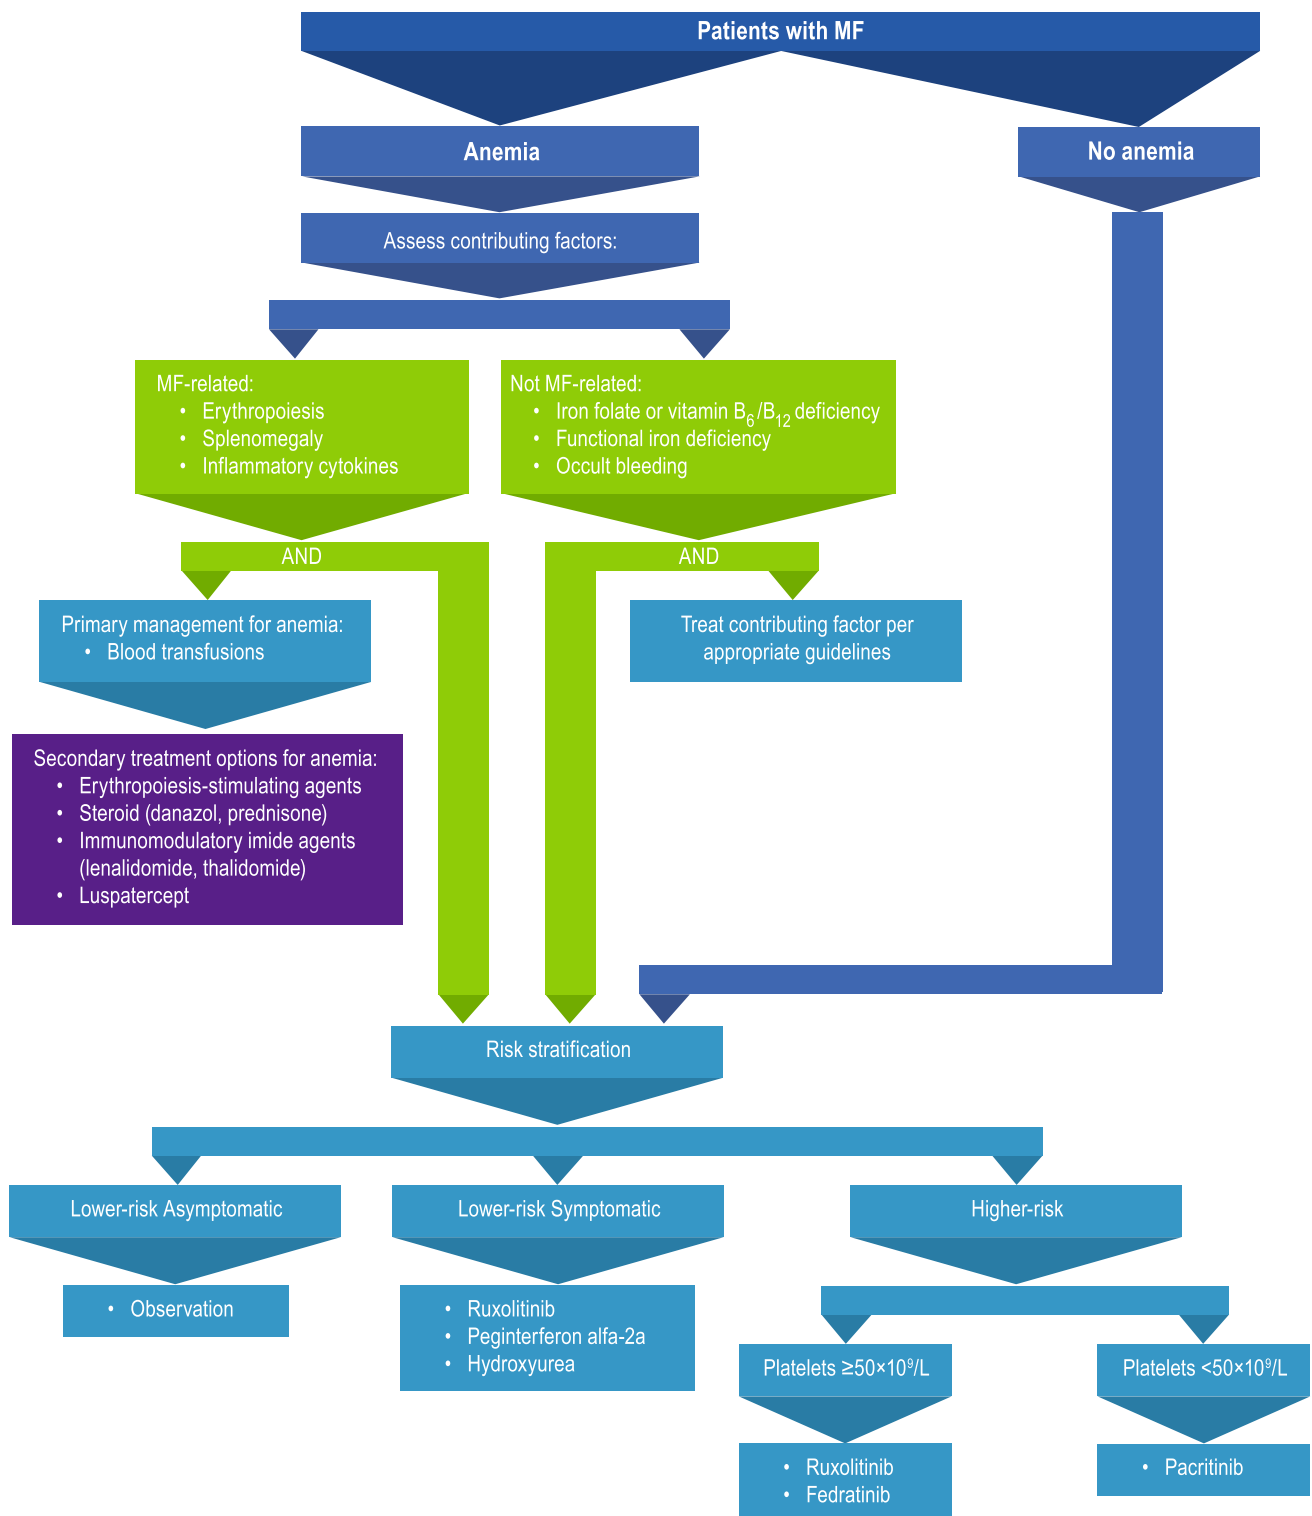 Patients with MF
Anemia
No anemia
Assess contributing factors:
MF-related:
• Erythropoiesis
• Splenomegaly
• Inflammatory cytokines
Not MF-related:
• Iron folate or vitamin B6/B12 deficiency
• Functional iron deficiency
• Occult bleeding
AND
AND
Primary management for anemia:
• Blood transfusions
Treat contributing factor per
appropriate guidelines
Secondary treatment options for anemia:
• Erythropoiesis-stimulating agents
• Steroid (danazol, prednisone)
• Immunomodulatory imide agents
(lenalidomide, thalidomide)
• Luspatercept
Risk stratification
Lower-risk Asymptomatic
Lower-risk Symptomatic
Higher-risk
• Observation
• Ruxolitinib
• Peginterferon alfa-2a
• Hydroxyurea
Platelets ≥50×10⁹/L
Platelets <50×10⁹/L
• Ruxolitinib
• Fedratinib
• Pacritinib